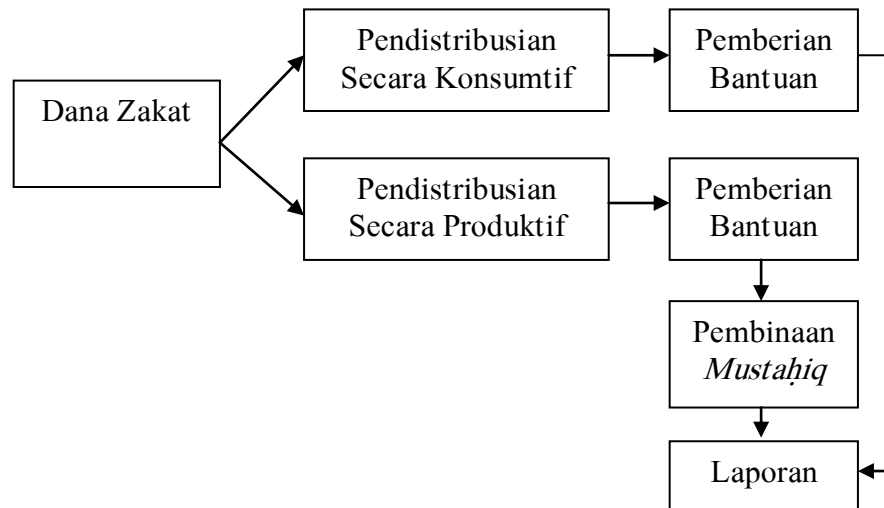 Dana Zakat
Pendistribusian
Secara Konsumtif
Pemberian
Bantuan
Pendistribusian
Secara Produktif
Pemberian
Bantuan
Pembinaan
Mustaḥiq
Laporan